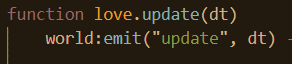 function love.update(dt)
    world:emit("update", dt) -